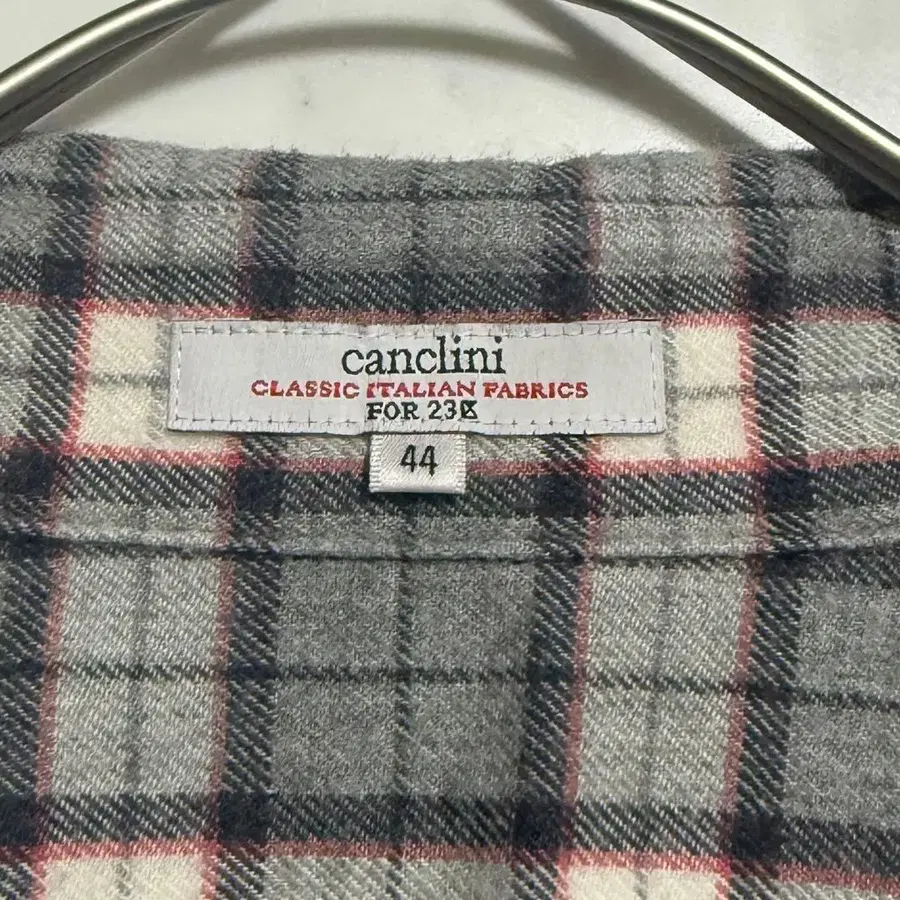 canclini
CLASSIC ITALIAN FABRICS
FOR 23区
44